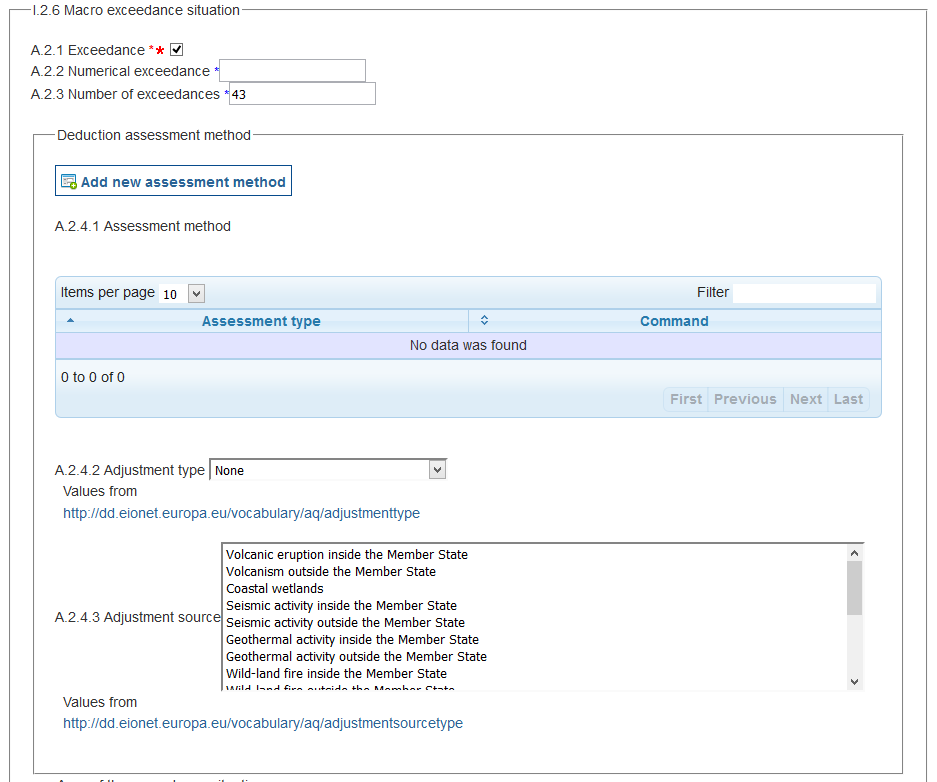 I.2.6 Macro exceedance situation
A.2.1 Exceedance **
A.2.2 Numerical exceedance *
A.2.3 Number of exceedances * 43
Deduction assessment method
Add new assessment method
A.2.4.1 Assessment method
Items per page 10 Filter
Assessment type Command
No data was found
0 to 0 of 0
First Previous Next Last
A.2.4.2 Adjustment type None
Values from
http://dd.eionet.europa.eu/vocabulary/aq/adjustmenttype
Volcanic eruption inside the Member State
Volcanism outside the Member State
Coastal wetlands
Seismic activity inside the Member State
A.2.4.3 Adjustment source
Seismic activity outside the Member State
Geothermal activity inside the Member State
Geothermal activity outside the Member State
Wild-land fire inside the Member State
Wild-land fire outside the Member State
Values from
http://dd.eionet.europa.eu/vocabulary/aq/adjustmentsourcetype